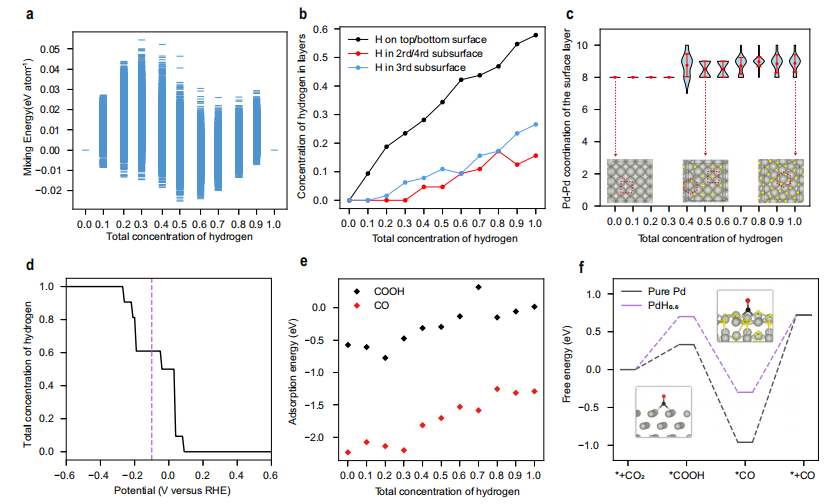 a
Mixing Energy(eV atom⁻¹)
0.05
0.04
0.03
0.02
0.01
0.00
−0.01
−0.02
0.0 0.1 0.2 0.3 0.4 0.5 0.6 0.7 0.8 0.9 1.0
Total concentration of hydrogen
b
Concentration of hydrogen in layers
0.6
0.5
0.4
0.3
0.2
0.1
0.0
H on top/bottom surface
H in 2rd/4rd subsurface
H in 3rd subsurface
0.0 0.1 0.2 0.3 0.4 0.5 0.6 0.7 0.8 0.9 1.0
Total concentration of hydrogen
c
Pd-Pd coordination of the surface layer
10
8
6
4
2
0
0.0 0.1 0.2 0.3 0.4 0.5 0.6 0.7 0.8 0.9 1.0
Total concentration of hydrogen
d
Total concentration of hydrogen
1.0
0.8
0.6
0.4
0.2
0.0
−0.6 −0.4 −0.2 0.0 0.2 0.4 0.6
Potential (V versus RHE)
e
Adsorption energy (eV)
COOH
CO
0.0
−0.5
−1.0
−1.5
−2.0
0.0 0.1 0.2 0.3 0.4 0.5 0.6 0.7 0.8 0.9 1.0
Total concentration of hydrogen
f
Free energy (eV)
Pure Pd
PdH₀.₆
1.0
0.5
0.0
−0.5
−1.0
*+CO₂ *COOH *CO *+CO